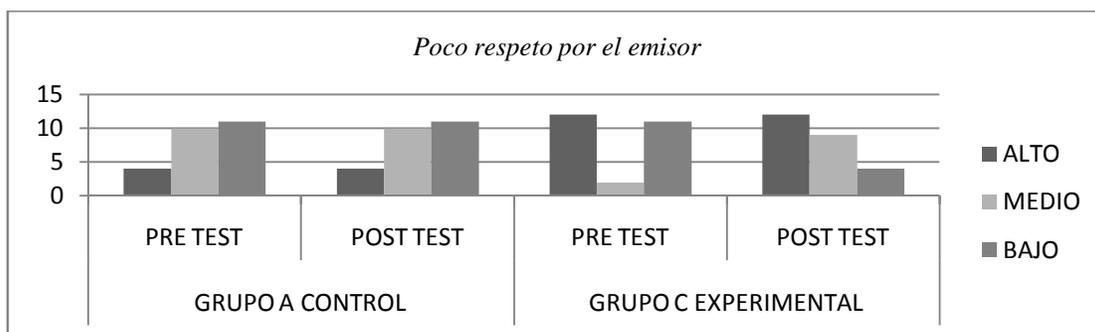 Poco respeto por el emisor
15
10
5
0
PRE TEST
POST TEST
PRE TEST
POST TEST
GRUPO A CONTROL
GRUPO C EXPERIMENTAL
ALTO
MEDIO
BAJO